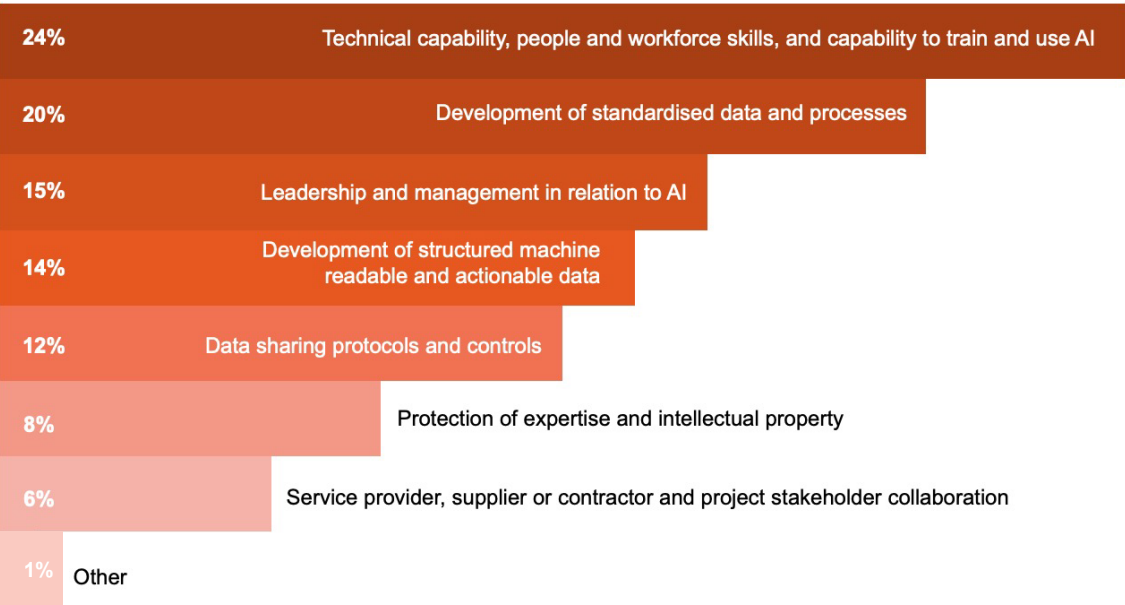 24% Technical capability, people and workforce skills, and capability to train and use AI
20% Development of standardised data and processes
15% Leadership and management in relation to AI
14% Development of structured machine
readable and actionable data
12% Data sharing protocols and controls
8% Protection of expertise and intellectual property
6% Service provider, supplier or contractor and project stakeholder collaboration
1% Other